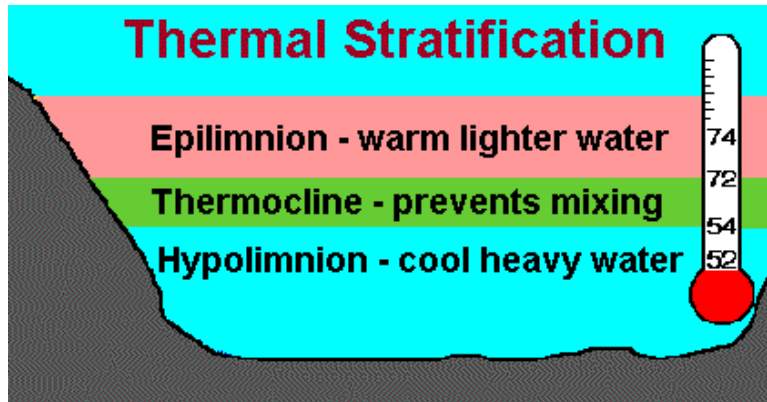 Thermal Stratification
Epilimnion - warm lighter water
74
72
Thermocline - prevents mixing
54
Hypolimnion - cool heavy water
52